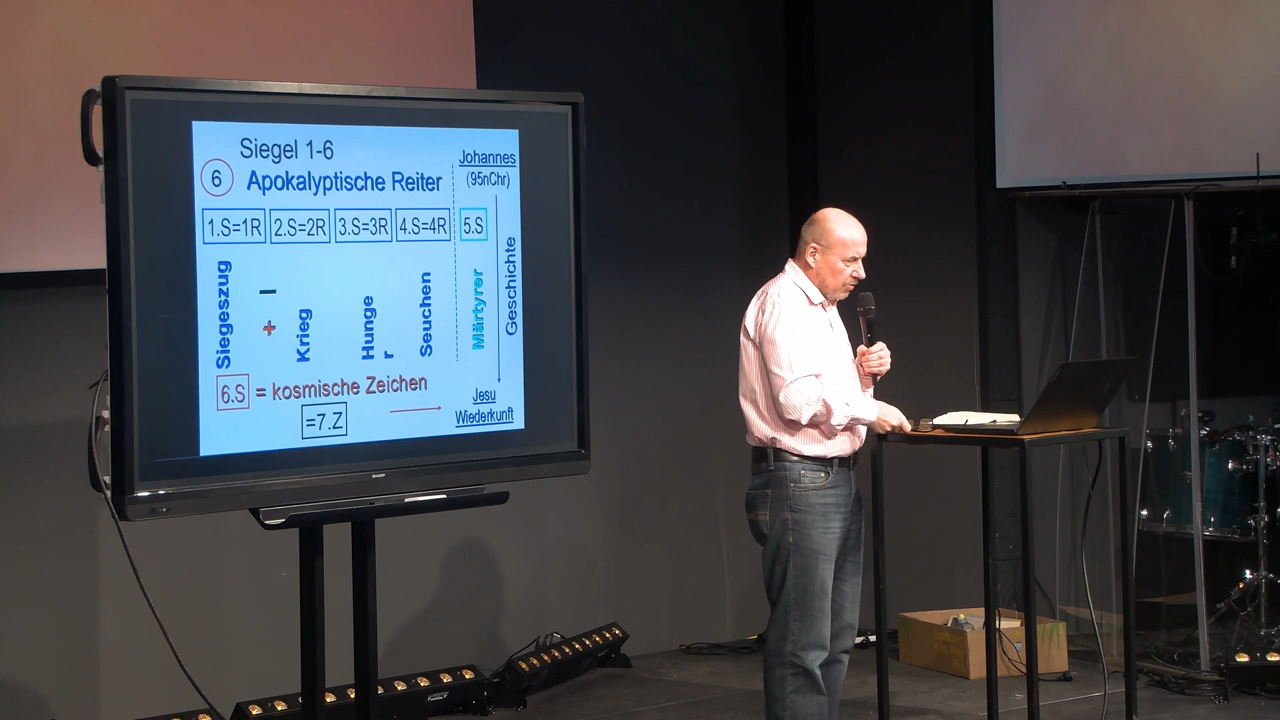 Siegel 1-6
6
Apokalyptische Reiter
Johannes
(95nChr)
1.S=1R
2.S=2R
3.S=3R
4.S=4R
5.S
Siegeszug
– +
Krieg
Hunge
r
Seuchen
Märtyrer
Geschichte
6.S = kosmische Zeichen
=7.Z
Jesu
Wiederkunft
SHARP